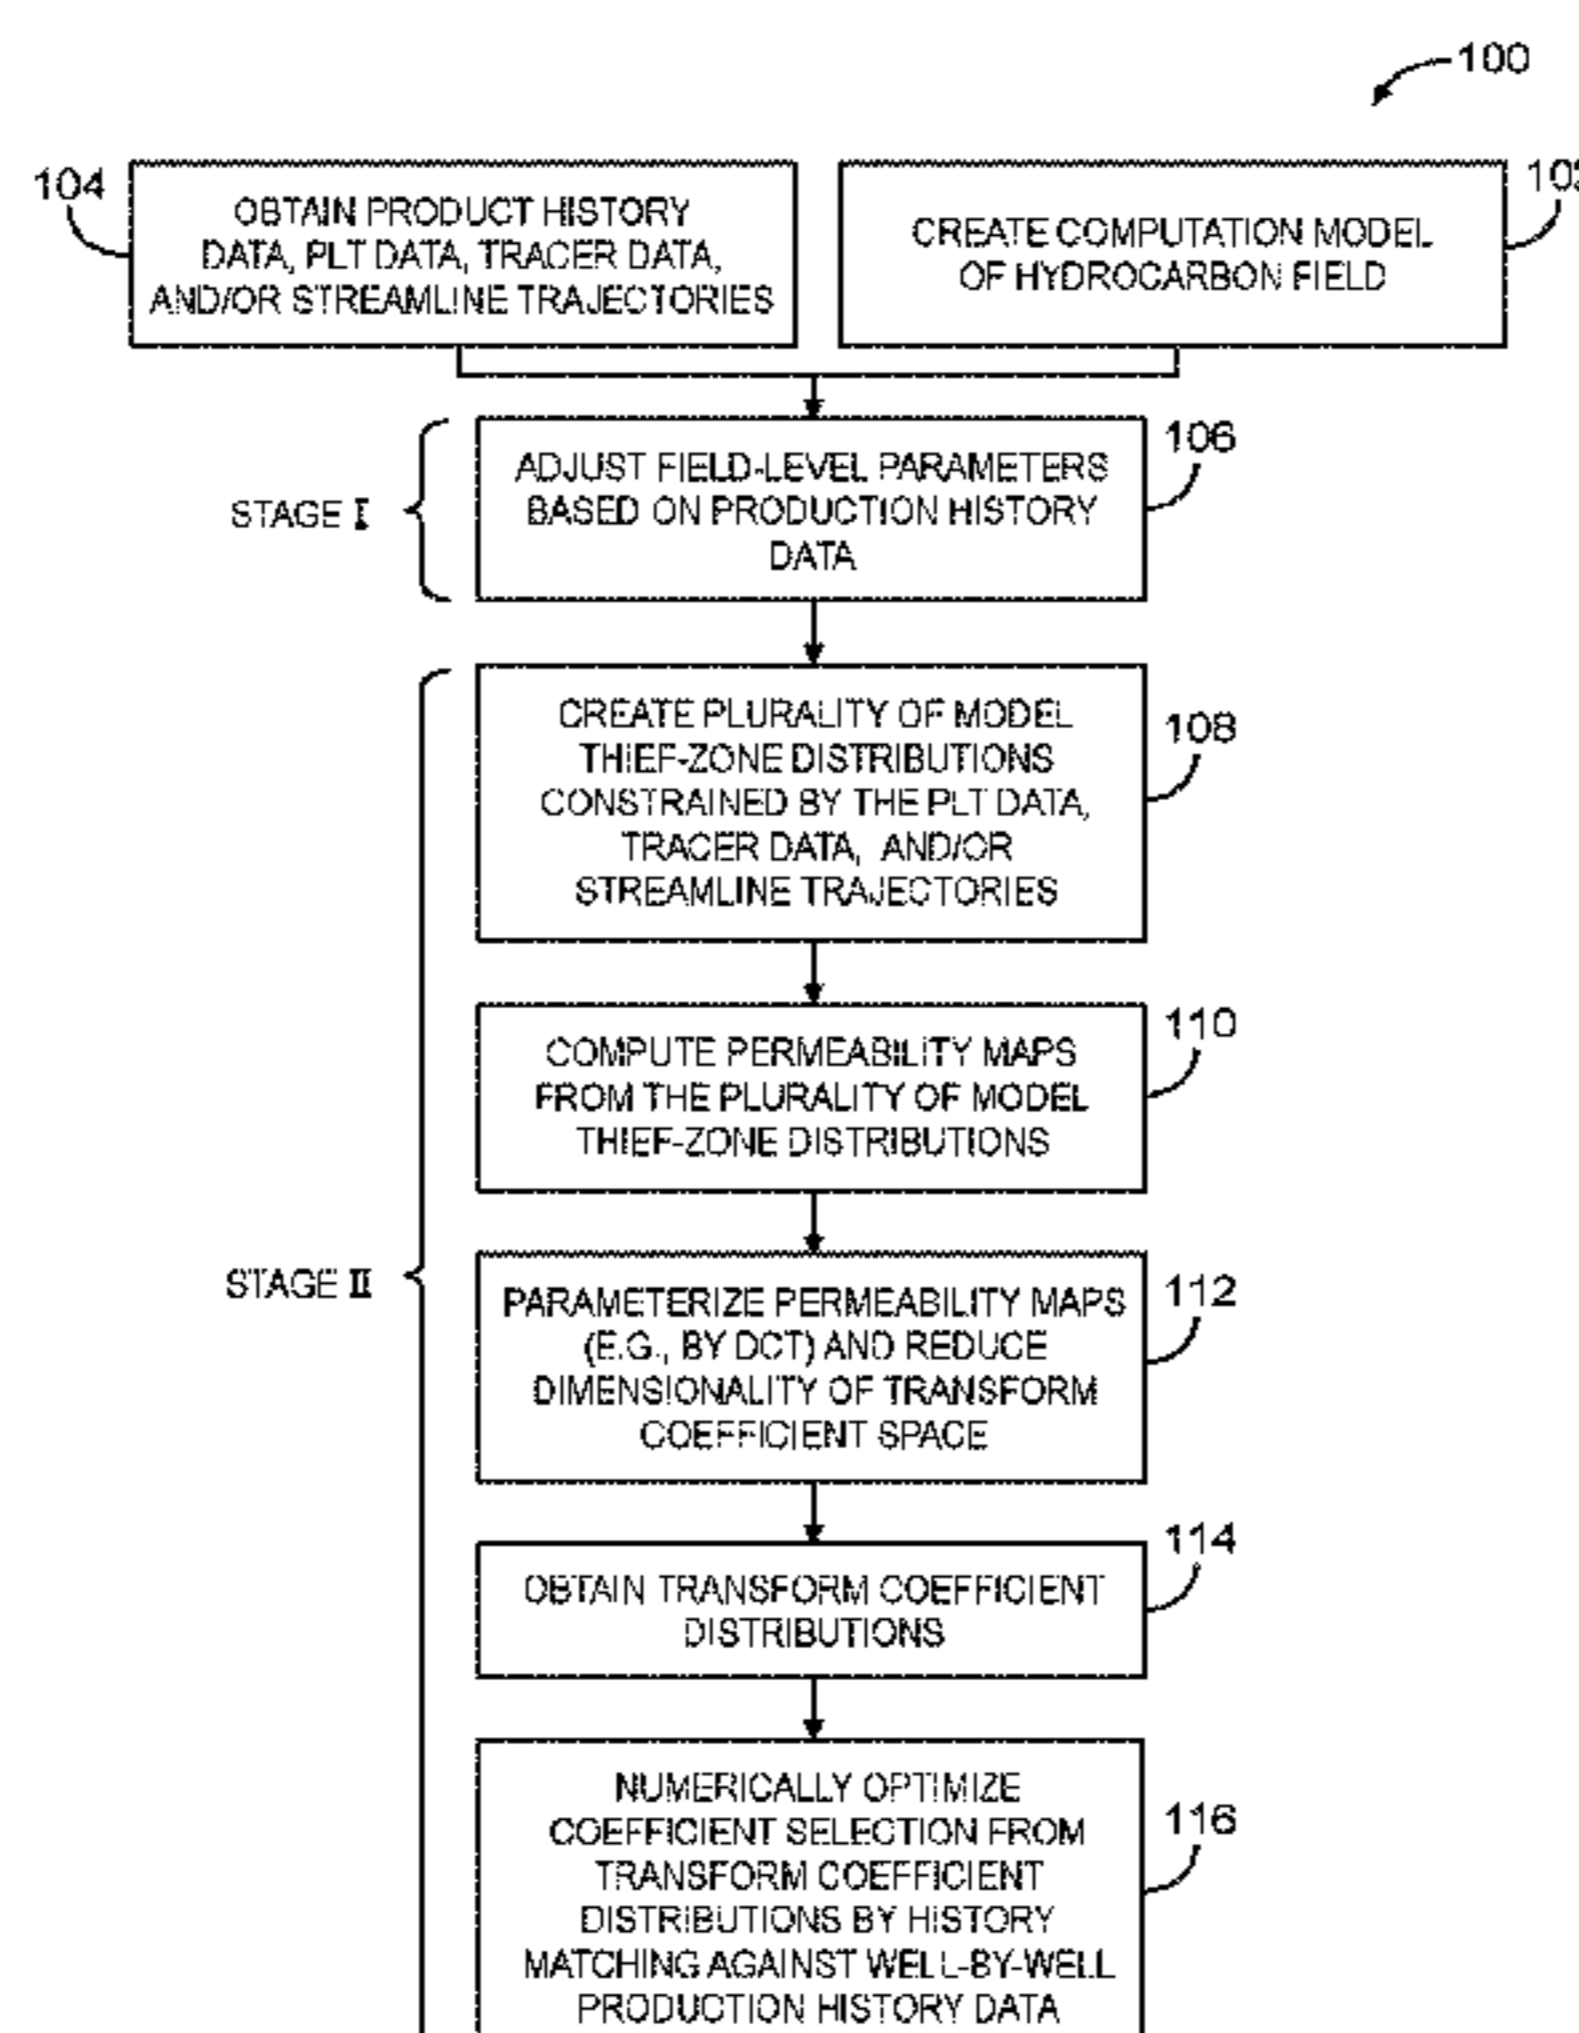 100
104
OBTAIN PRODUCT HISTORY
DATA, PLT DATA, TRACER DATA,
AND/OR STREAMLINE TRAJECTORIES
CREATE COMPUTATION MODEL
OF HYDROCARBON FIELD
STAGE I
ADJUST FIELD-LEVEL PARAMETERS
BASED ON PRODUCTION HISTORY
DATA
106
STAGE II
CREATE PLURALITY OF MODEL
THIEF-ZONE DISTRIBUTIONS
CONSTRAINED BY THE PLT DATA,
TRACER DATA, AND/OR
STREAMLINE TRAJECTORIES
108
COMPUTE PERMEABILITY MAPS
FROM THE PLURALITY OF MODEL
THIEF-ZONE DISTRIBUTIONS
110
PARAMETERIZE PERMEABILITY MAPS
(E.G., BY DCT) AND REDUCE
DIMENSIONALITY OF TRANSFORM
COEFFICIENT SPACE
112
OBTAIN TRANSFORM COEFFICIENT
DISTRIBUTIONS
114
NUMERICALLY OPTIMIZE
COEFFICIENT SELECTION FROM
TRANSFORM COEFFICIENT
DISTRIBUTIONS BY HISTORY
MATCHING AGAINST WELL-BY-WELL
PRODUCTION HISTORY DATA
116